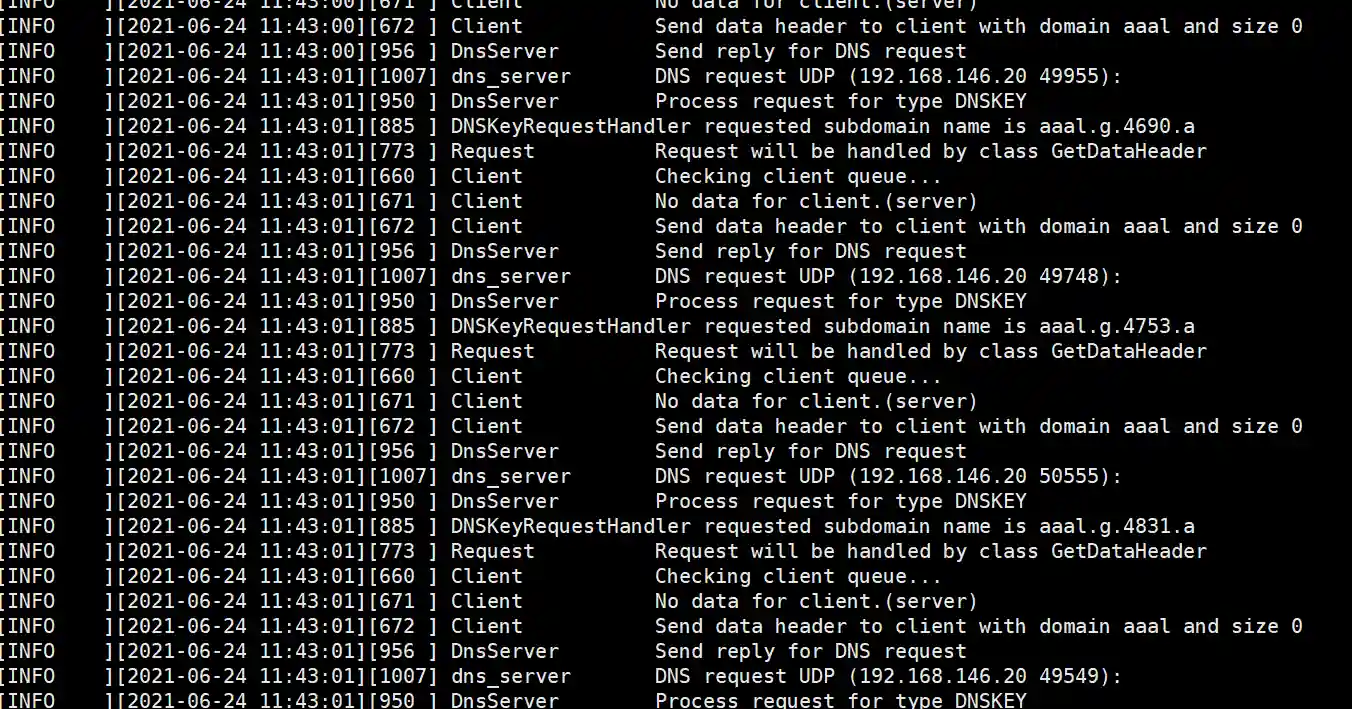 [INFO    ][2021-06-24 11:43:00][671 ] Client           No data for client.(server)
[INFO    ][2021-06-24 11:43:00][672 ] Client           Send data header to client with domain aaal and size 0
[INFO    ][2021-06-24 11:43:00][956 ] DnsServer        Send reply for DNS request
[INFO    ][2021-06-24 11:43:01][1007] dns_server       DNS request UDP (192.168.146.20 49955):
[INFO    ][2021-06-24 11:43:01][950 ] DnsServer        Process request for type DNSKEY
[INFO    ][2021-06-24 11:43:01][885 ] DNSKeyRequestHandler requested subdomain name is aaal.g.4690.a
[INFO    ][2021-06-24 11:43:01][773 ] Request          Request will be handled by class GetDataHeader
[INFO    ][2021-06-24 11:43:01][660 ] Client           Checking client queue...
[INFO    ][2021-06-24 11:43:01][671 ] Client           No data for client.(server)
[INFO    ][2021-06-24 11:43:01][672 ] Client           Send data header to client with domain aaal and size 0
[INFO    ][2021-06-24 11:43:01][956 ] DnsServer        Send reply for DNS request
[INFO    ][2021-06-24 11:43:01][1007] dns_server       DNS request UDP (192.168.146.20 49748):
[INFO    ][2021-06-24 11:43:01][950 ] DnsServer        Process request for type DNSKEY
[INFO    ][2021-06-24 11:43:01][885 ] DNSKeyRequestHandler requested subdomain name is aaal.g.4753.a
[INFO    ][2021-06-24 11:43:01][773 ] Request          Request will be handled by class GetDataHeader
[INFO    ][2021-06-24 11:43:01][660 ] Client           Checking client queue...
[INFO    ][2021-06-24 11:43:01][671 ] Client           No data for client.(server)
[INFO    ][2021-06-24 11:43:01][672 ] Client           Send data header to client with domain aaal and size 0
[INFO    ][2021-06-24 11:43:01][956 ] DnsServer        Send reply for DNS request
[INFO    ][2021-06-24 11:43:01][1007] dns_server       DNS request UDP (192.168.146.20 50555):
[INFO    ][2021-06-24 11:43:01][950 ] DnsServer        Process request for type DNSKEY
[INFO    ][2021-06-24 11:43:01][885 ] DNSKeyRequestHandler requested subdomain name is aaal.g.4831.a
[INFO    ][2021-06-24 11:43:01][773 ] Request          Request will be handled by class GetDataHeader
[INFO    ][2021-06-24 11:43:01][660 ] Client           Checking client queue...
[INFO    ][2021-06-24 11:43:01][671 ] Client           No data for client.(server)
[INFO    ][2021-06-24 11:43:01][672 ] Client           Send data header to client with domain aaal and size 0
[INFO    ][2021-06-24 11:43:01][956 ] DnsServer        Send reply for DNS request
[INFO    ][2021-06-24 11:43:01][1007] dns_server       DNS request UDP (192.168.146.20 49549):
[INFO    ][2021-06-24 11:43:01][950 ] DnsServer        Process request for type DNSKEY